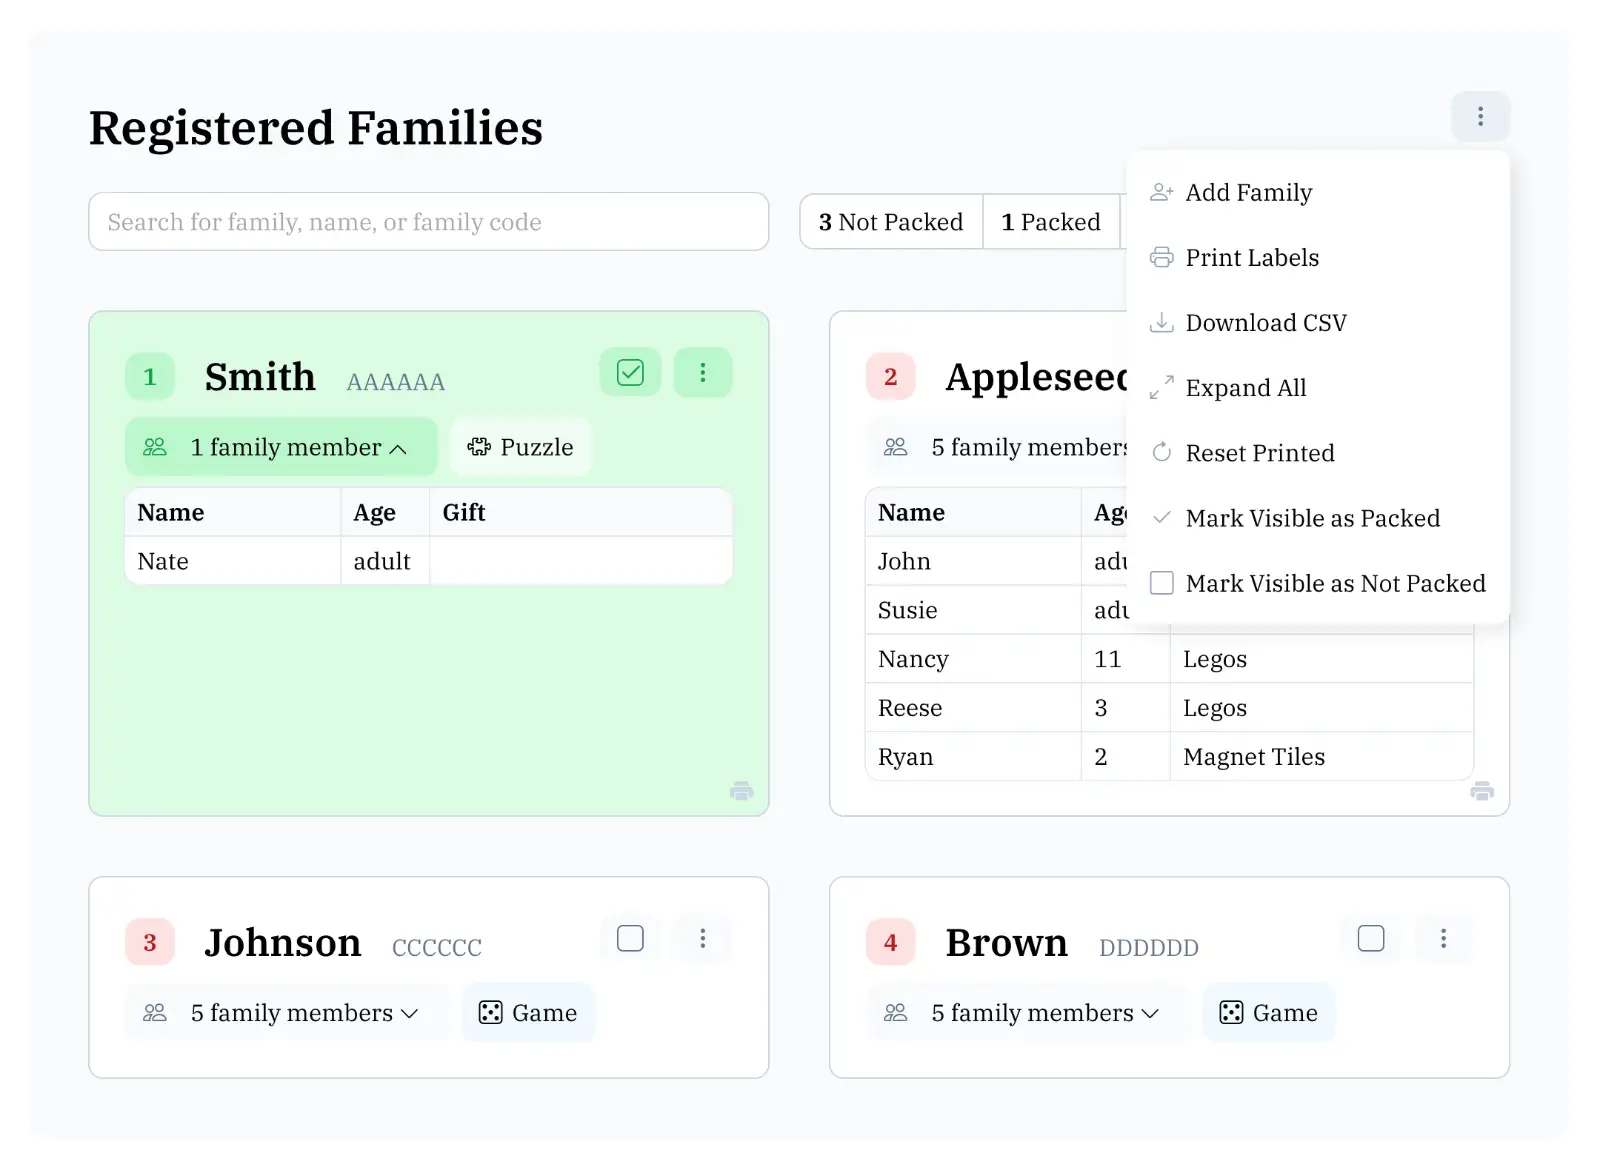 Registered Families
Search for family, name, or family code
3 Not Packed
1 Packed
Add Family
Print Labels
Download CSV
Expand All
Reset Printed
Mark Visible as Packed
Mark Visible as Not Packed
1 Smith AAAAAA
1 family member
Puzzle
Name Age Gift
Nate adult
2 Appleseed
5 family members
Name
John
Susie
Nancy 11 Legos
Reese 3 Legos
Ryan 2 Magnet Tiles
3 Johnson CCCCCC
5 family members
Game
4 Brown DDDDDD
5 family members
Game